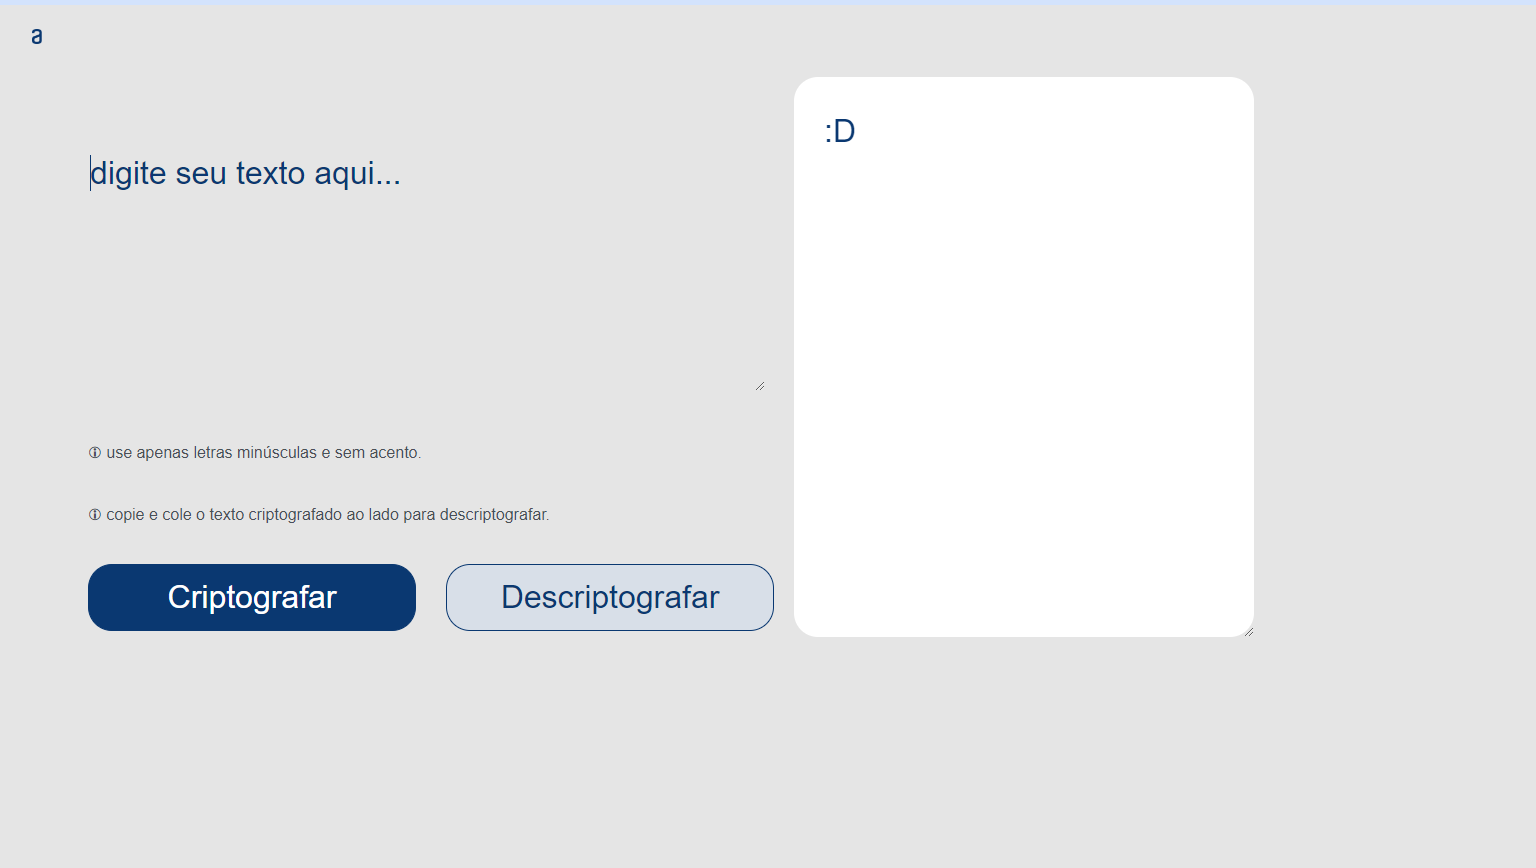 a
digite seu texto aqui...
:D
🛈 use apenas letras minúsculas e sem acento.
🛈 copie e cole o texto criptografado ao lado para descriptografar.
Criptografar
Descriptografar